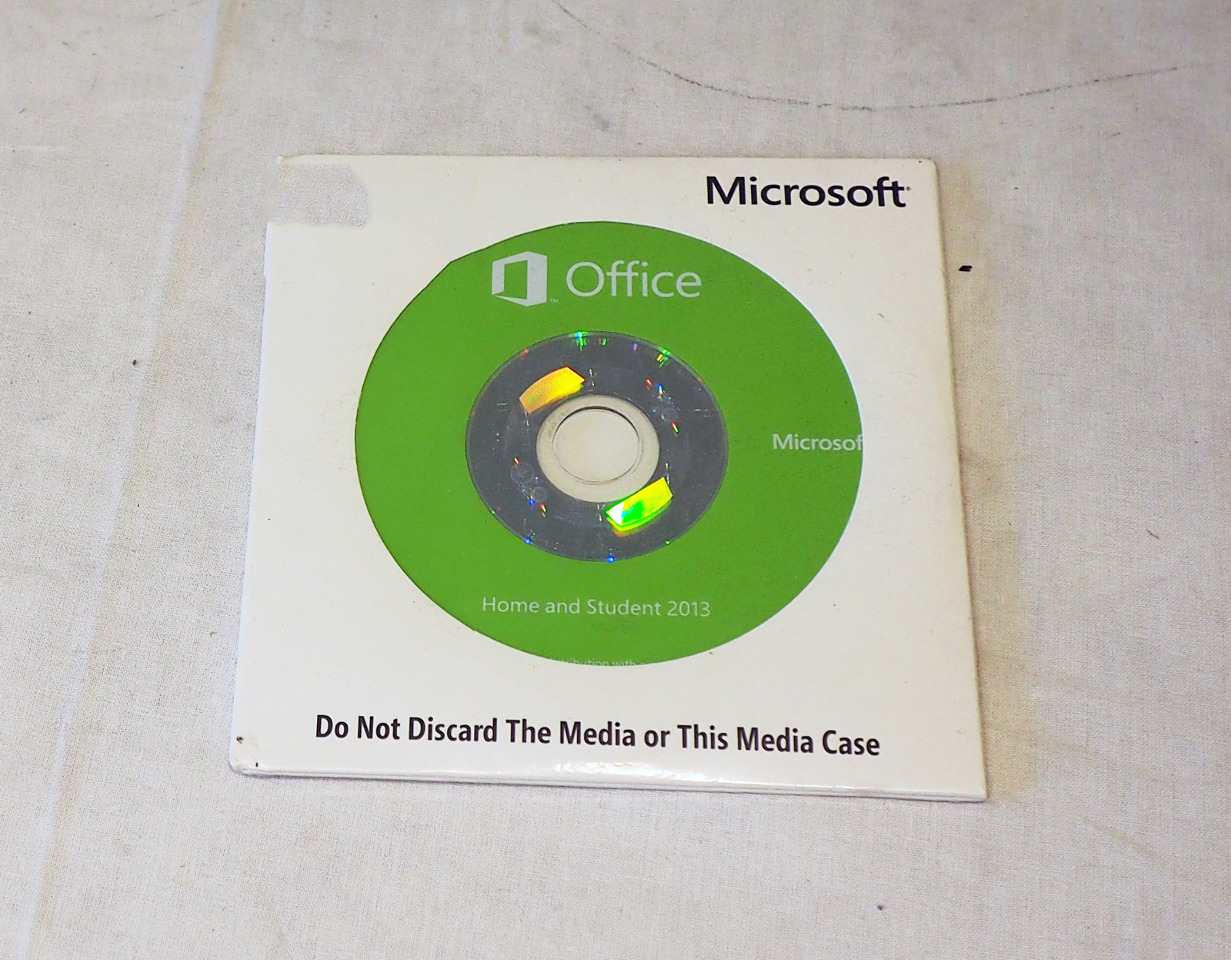 Microsoft
Office
Microsof
Home and Student 2013
Do Not Discard The Media or This Media Case